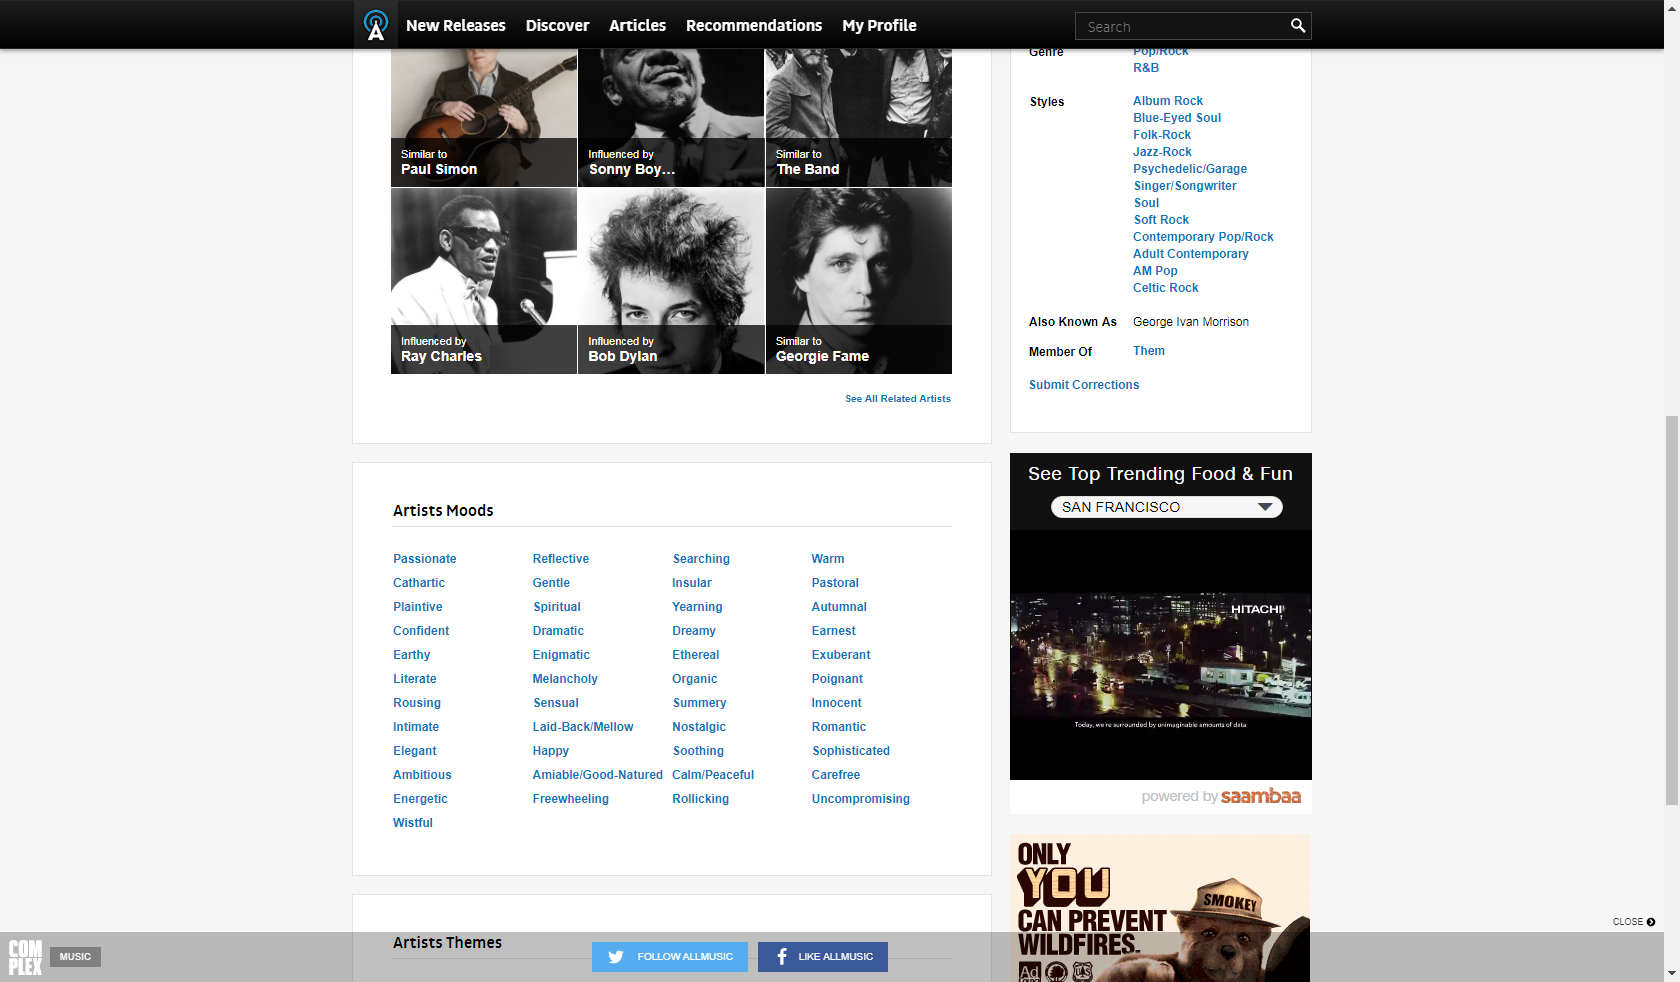 New Releases
Discover
Articles
Recommendations
My Profile
Search
Similar to
Paul Simon
Influenced by
Sonny Boy...
Similar to
The Band
Influenced by
Ray Charles
Influenced by
Bob Dylan
Similar to
Georgie Fame
See All Related Artists
Genre
Pop/Rock
R&B
Styles
Album Rock
Blue-Eyed Soul
Folk-Rock
Jazz-Rock
Psychedelic/Garage
Singer/Songwriter
Soul
Soft Rock
Contemporary Pop/Rock
Adult Contemporary
AM Pop
Celtic Rock
Also Known As George Ivan Morrison
Member Of Them
Submit Corrections
Artists Moods
Passionate Reflective Searching Warm
Cathartic Gentle Insular Pastoral
Plaintive Spiritual Yearning Autumnal
Confident Dramatic Dreamy Earnest
Earthy Enigmatic Ethereal Exuberant
Literate Melancholy Organic Poignant
Rousing Sensual Summery Innocent
Intimate Laid-Back/Mellow Nostalgic Romantic
Elegant Happy Soothing Sophisticated
Ambitious Amiable/Good-Natured Calm/Peaceful Carefree
Energetic Freewheeling Rollicking Uncompromising
Wistful
See Top Trending Food & Fun
SAN FRANCISCO
HITACHI
Today, we're surrounded by unimaginable amounts of data
powered by saambaa
ONLY
YOU
CAN PREVENT
WILDFIRES.
SMOKEY
Ad
US
CLOSE
Artists Themes
COM
PLEX
MUSIC
FOLLOW ALLMUSIC
LIKE ALLMUSIC